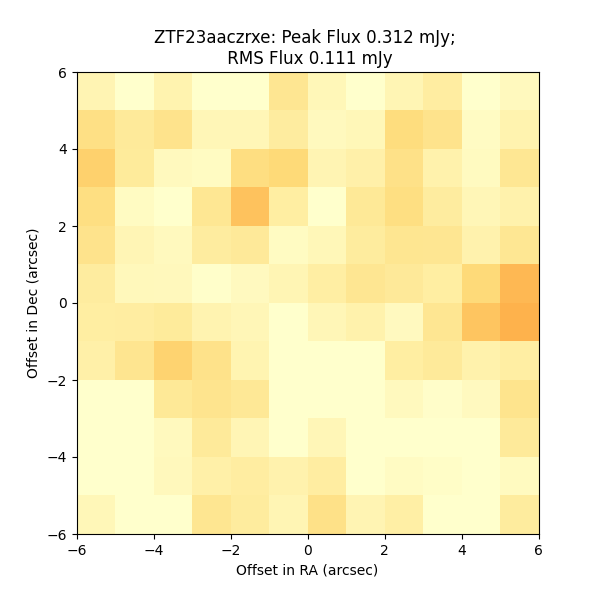 ZTF23aaczrxe: Peak Flux 0.312 mJy;
RMS Flux 0.111 mJy
6
4
2
0
−2
−4
−6
Offset in Dec (arcsec)
−6 −4 −2 0 2 4 6
Offset in RA (arcsec)